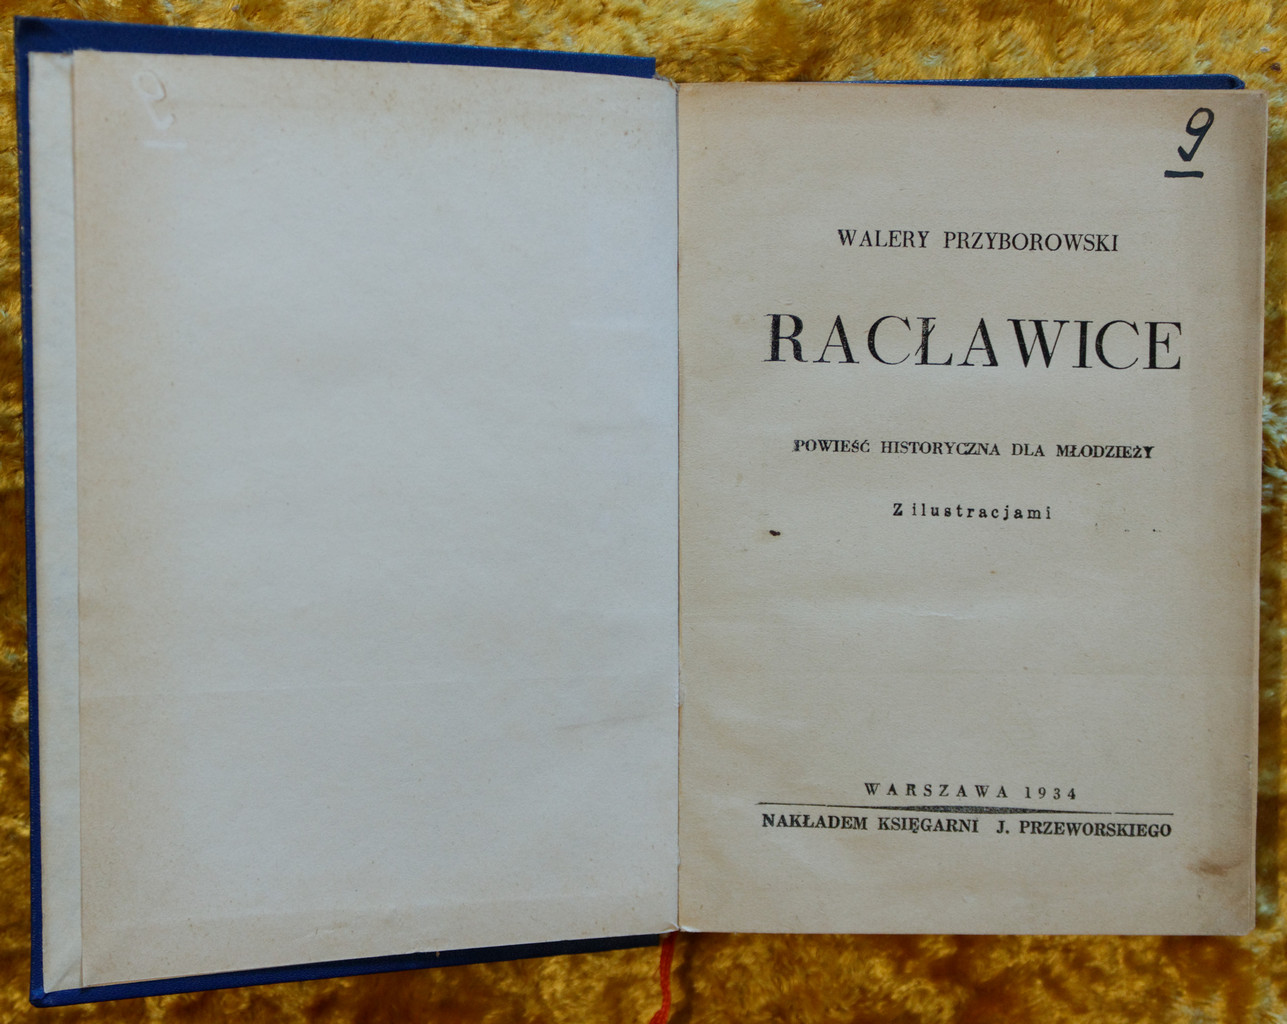 9
WALERY PRZYBOROWSKI
RACŁAWICE
POWIEŚĆ HISTORYCZNA DLA MŁODZIEŻY
Z ilustracjami
WARSZAWA 1934
NAKŁADEM KSIĘGARNI J. PRZEWORSKIEGO